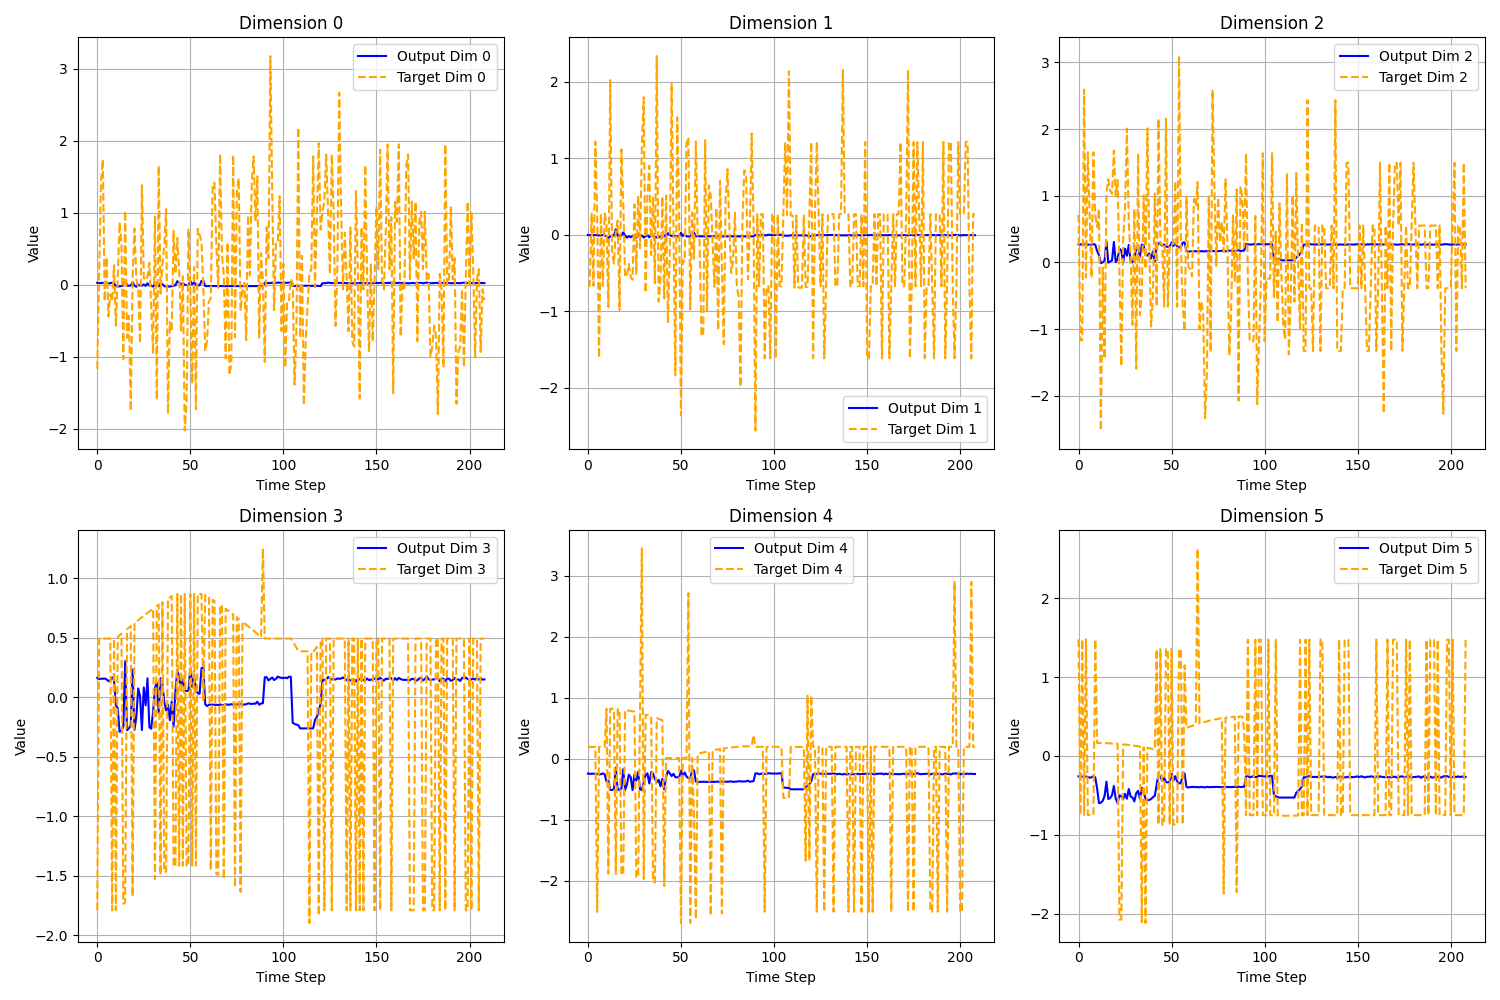 Dimension 0
Output Dim 0
Target Dim 0
Value
3
2
1
0
−1
−2
0
50
100
150
200
Time Step
Dimension 1
Output Dim 1
Target Dim 1
Value
2
1
0
−1
−2
0
50
100
150
200
Time Step
Dimension 2
Output Dim 2
Target Dim 2
Value
3
2
1
0
−1
−2
0
50
100
150
200
Time Step
Dimension 3
Output Dim 3
Target Dim 3
Value
1.0
0.5
0.0
−0.5
−1.0
−1.5
−2.0
0
50
100
150
200
Time Step
Dimension 4
Output Dim 4
Target Dim 4
Value
3
2
1
0
−1
−2
0
50
100
150
200
Time Step
Dimension 5
Output Dim 5
Target Dim 5
Value
2
1
0
−1
−2
0
50
100
150
200
Time Step